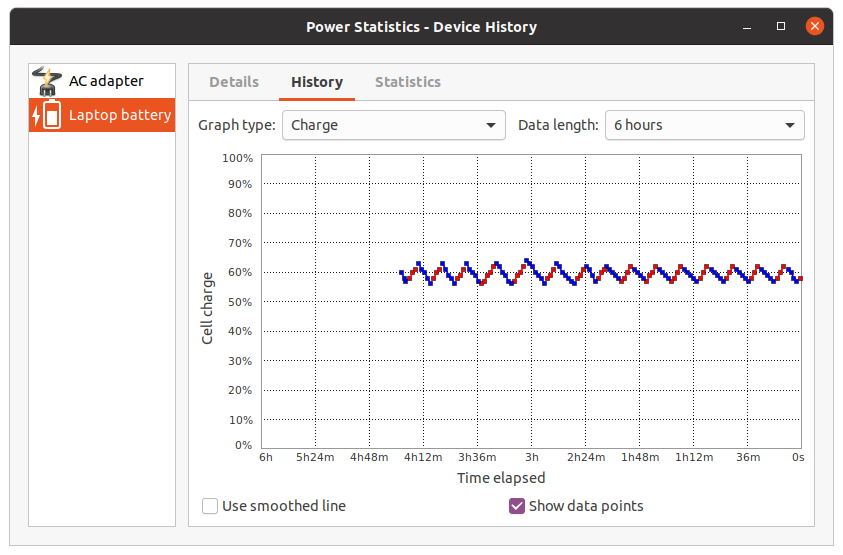 Power Statistics - Device History
AC adapter
Laptop battery
Details History Statistics
Graph type: Charge Data length: 6 hours
100%
90%
80%
70%
60%
50%
40%
30%
20%
10%
0%
Cell charge
6h 5h24m 4h48m 4h12m 3h36m 3h 2h24m 1h48m 1h12m 36m 0s
Time elapsed
Use smoothed line Show data points